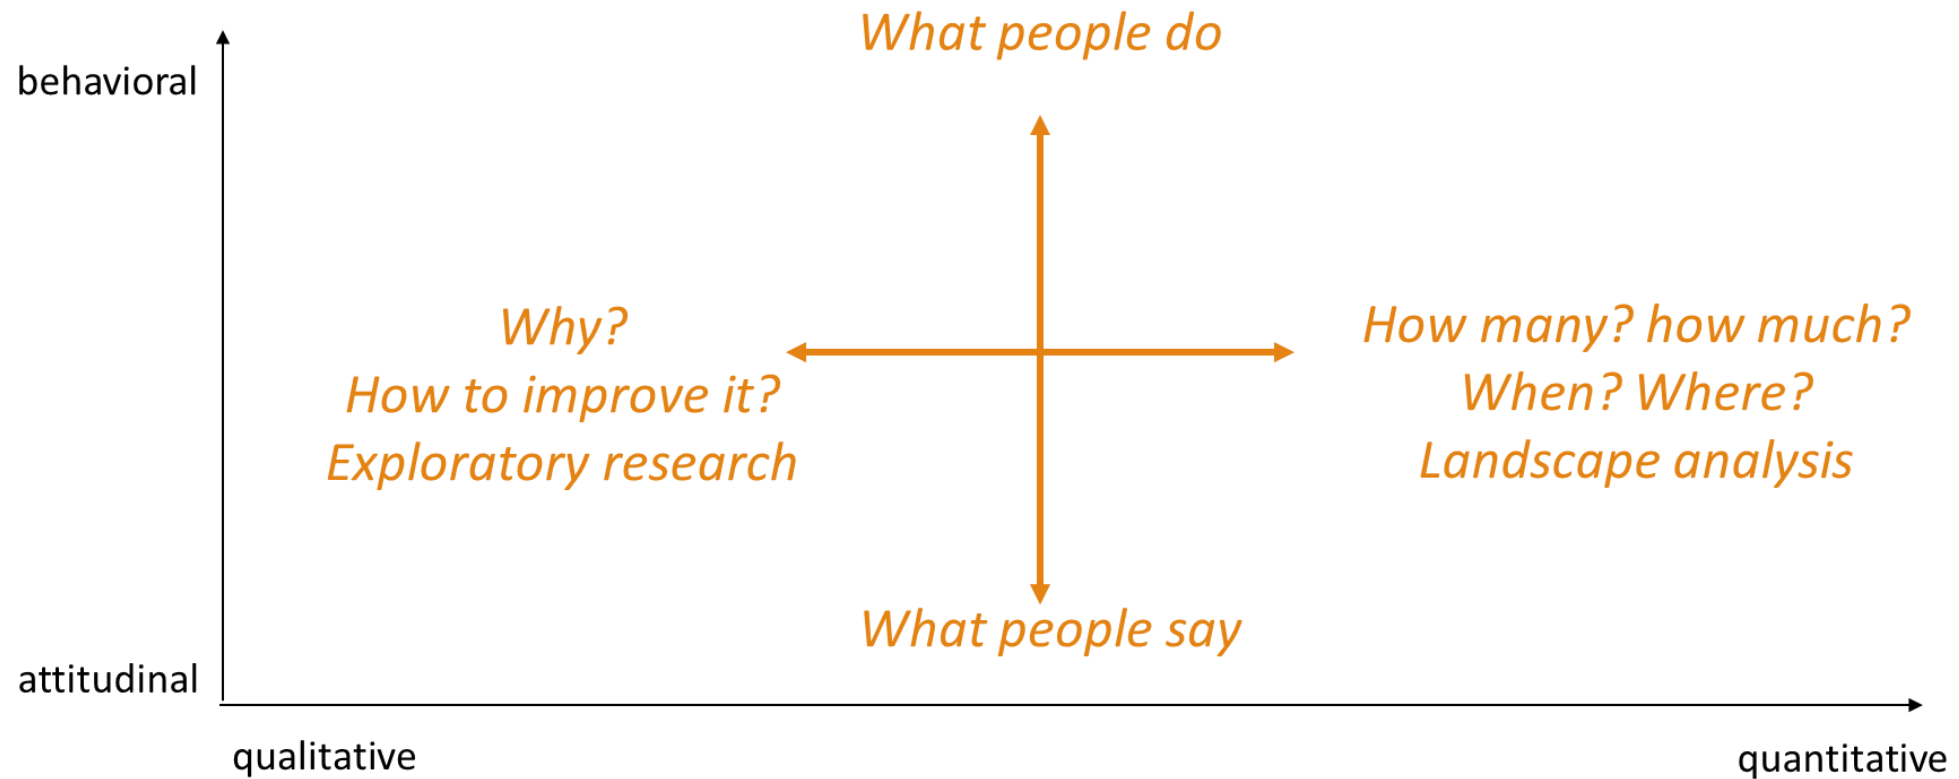 What people do
behavioral
Why?
How to improve it?
Exploratory research
How many? how much?
When? Where?
Landscape analysis
What people say
attitudinal
qualitative
quantitative